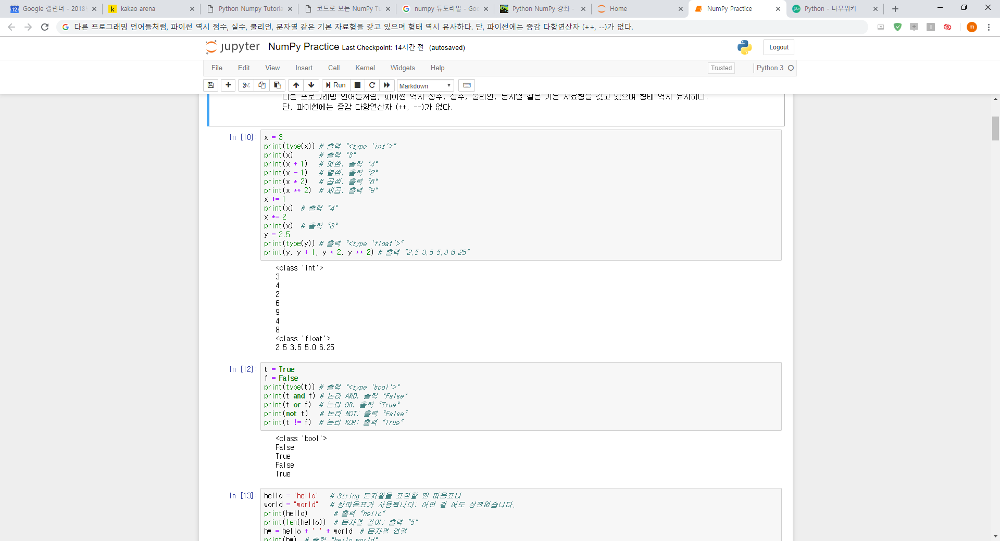 Google 캘린더 - 2018
kakao arena
Python Numpy Tutoria
코드로 보는 NumPy Tu
numpy 튜토리얼 - Goo
Python NumPy 강좌 -
Home
NumPy Practice
Python - 나무위키
다른 프로그래밍 언어들처럼, 파이썬 역시 정수, 실수, 불리언, 문자열 같은 기본 자료형을 갖고 있으며 형태 역시 유사하다. 단, 파이썬에는 증감 다항연산자 (++, --)가 없다.
m
jupyter NumPy Practice Last Checkpoint: 14시간 전 (autosaved)
Logout
File Edit View Insert Cell Kernel Widgets Help
Trusted
Python 3
Run
Markdown
다른 프로그래밍 언어들처럼, 파이썬 역시 정수, 실수, 불리언, 문자열 같은 기본 자료형을 갖고 있으며 형태 역시 유사하다.
단, 파이썬에는 증감 다항연산자 (++, --)가 없다.
In [10]: x = 3
print(type(x)) # 출력 "<type 'int'>"
print(x)       # 출력 "3"
print(x + 1)   # 덧셈; 출력 "4"
print(x - 1)   # 뺄셈; 출력 "2"
print(x * 2)   # 곱셈; 출력 "6"
print(x ** 2)  # 제곱; 출력 "9"
x += 1
print(x)  # 출력 "4"
x *= 2
print(x)  # 출력 "8"
y = 2.5
print(type(y)) # 출력 "<type 'float'>"
print(y, y + 1, y * 2, y ** 2) # 출력 "2.5 3.5 5.0 6.25"
<class 'int'>
3
4
2
6
9
4
8
<class 'float'>
2.5 3.5 5.0 6.25
In [12]: t = True
f = False
print(type(t)) # 출력 "<type 'bool'>"
print(t and f) # 논리 AND; 출력 "False"
print(t or f)  # 논리 OR; 출력 "True"
print(not t)   # 논리 NOT; 출력 "False"
print(t != f)  # 논리 XOR; 출력 "True"
<class 'bool'>
False
True
False
True
In [13]: hello = 'hello'   # String 문자열을 표현할 땐 따옴표나
world = "world"   # 쌍따옴표가 사용됩니다; 어떤 걸 써도 상관없습니다.
print(hello)       # 출력 "hello"
print(len(hello))  # 문자열 길이; 출력 "5"
hw = hello + ' ' + world  # 문자열 연결
print(hw)  # 출력 "hello world"